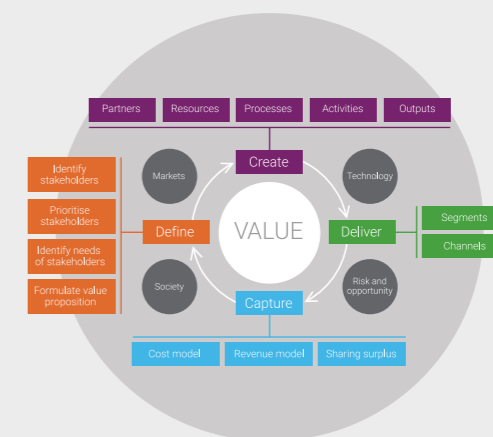 Partners
Resources
Processes
Activities
Outputs
Create
Markets
Technology
Identify
stakeholders
Prioritise
stakeholders
Identify needs
of stakeholders
Formulate value
proposition
Define
VALUE
Deliver
Segments
Channels
Society
Risk and
opportunity
Capture
Cost model
Revenue model
Sharing surplus